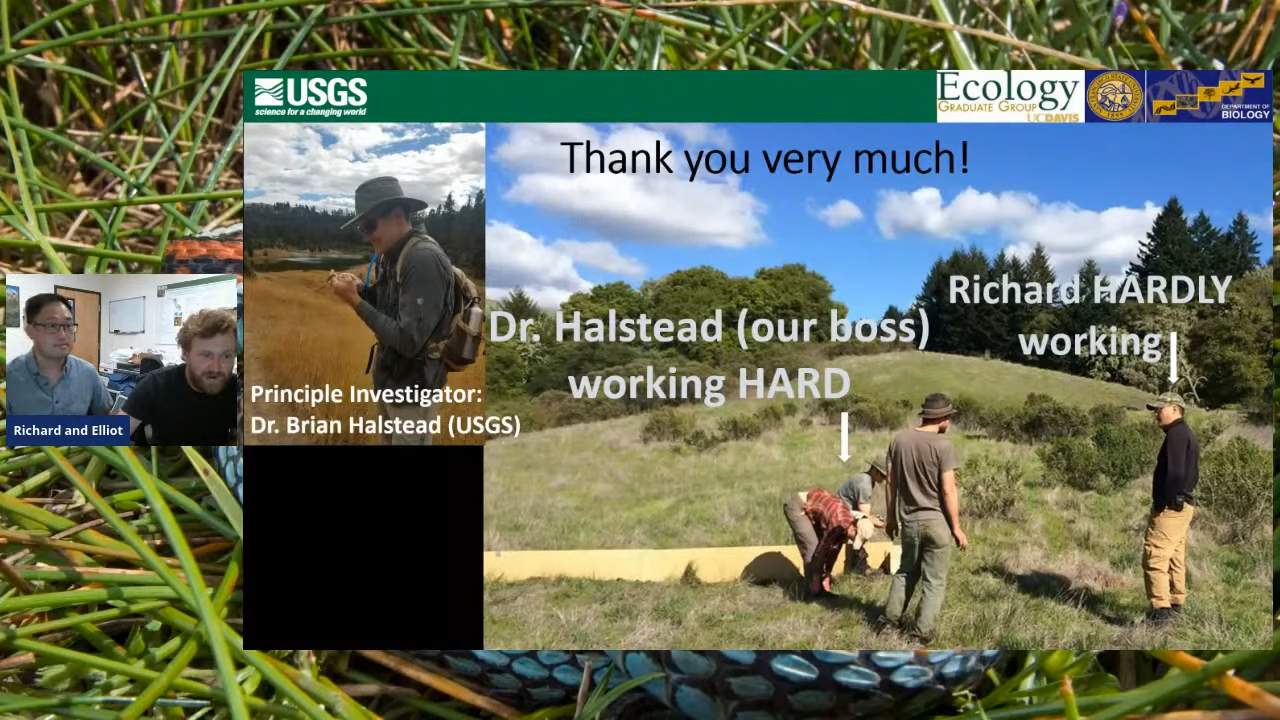 USGS
science for a changing world
Ecology
GRADUATE GROUP
UC DAVIS
DEPARTMENT OF
BIOLOGY
Thank you very much!
Richard HARDLY
working
Dr. Halstead (our boss)
working HARD
Principle Investigator:
Dr. Brian Halstead (USGS)
Richard and Elliot